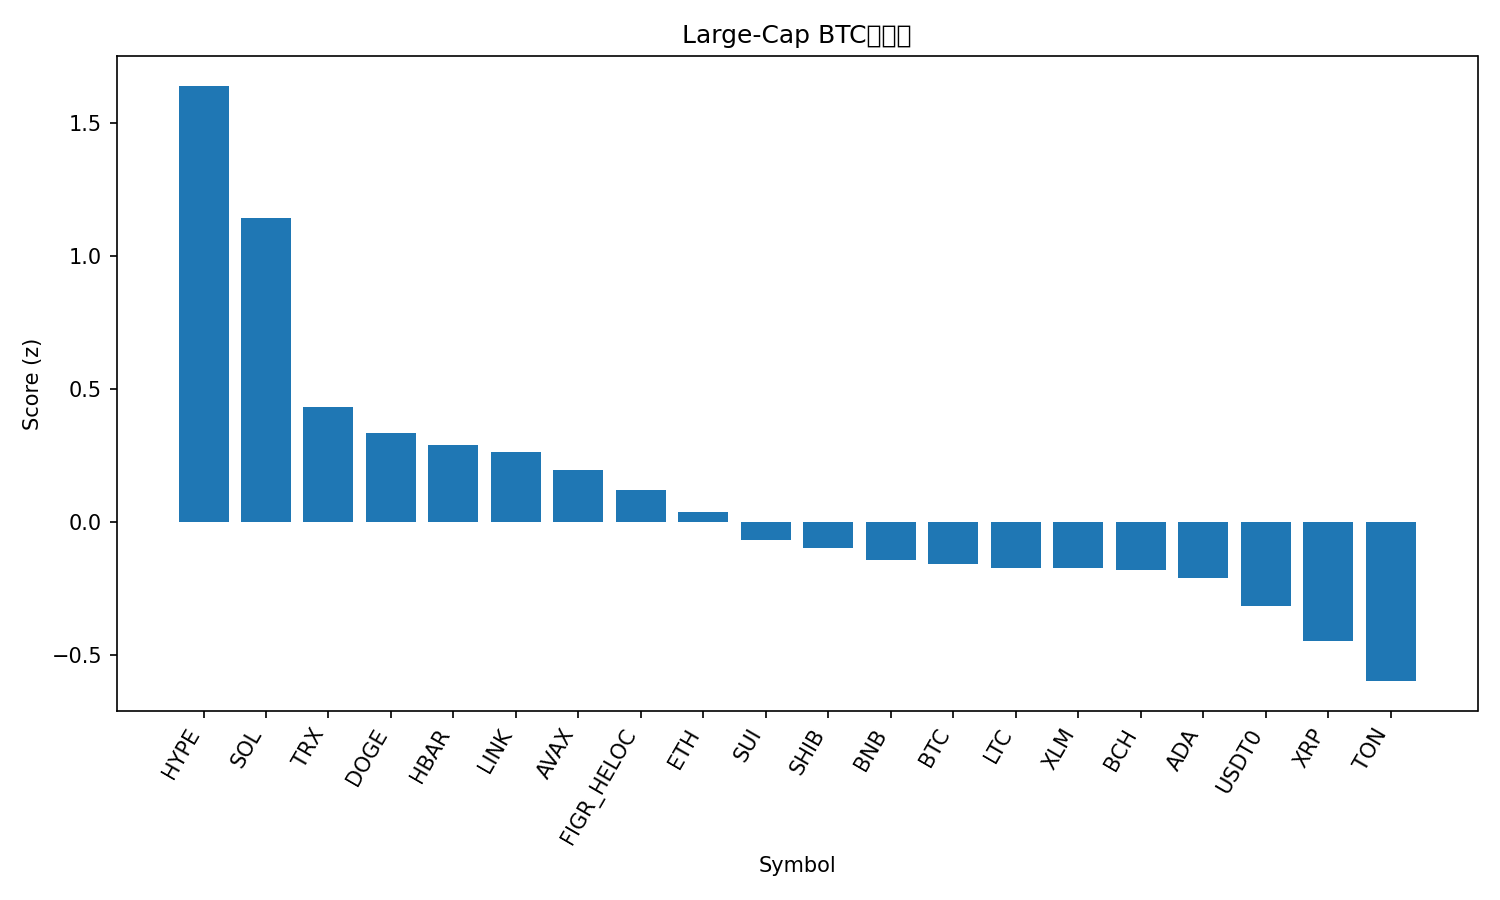 Large-Cap BTC
Score (z)
1.5
1.0
0.5
0.0
−0.5
HYPE
SOL
TRX
DOGE
HBAR
LINK
AVAX
FIGR_HELOC
ETH
SUI
SHIB
BNB
BTC
LTC
XLM
BCH
ADA
USDT0
XRP
TON
Symbol